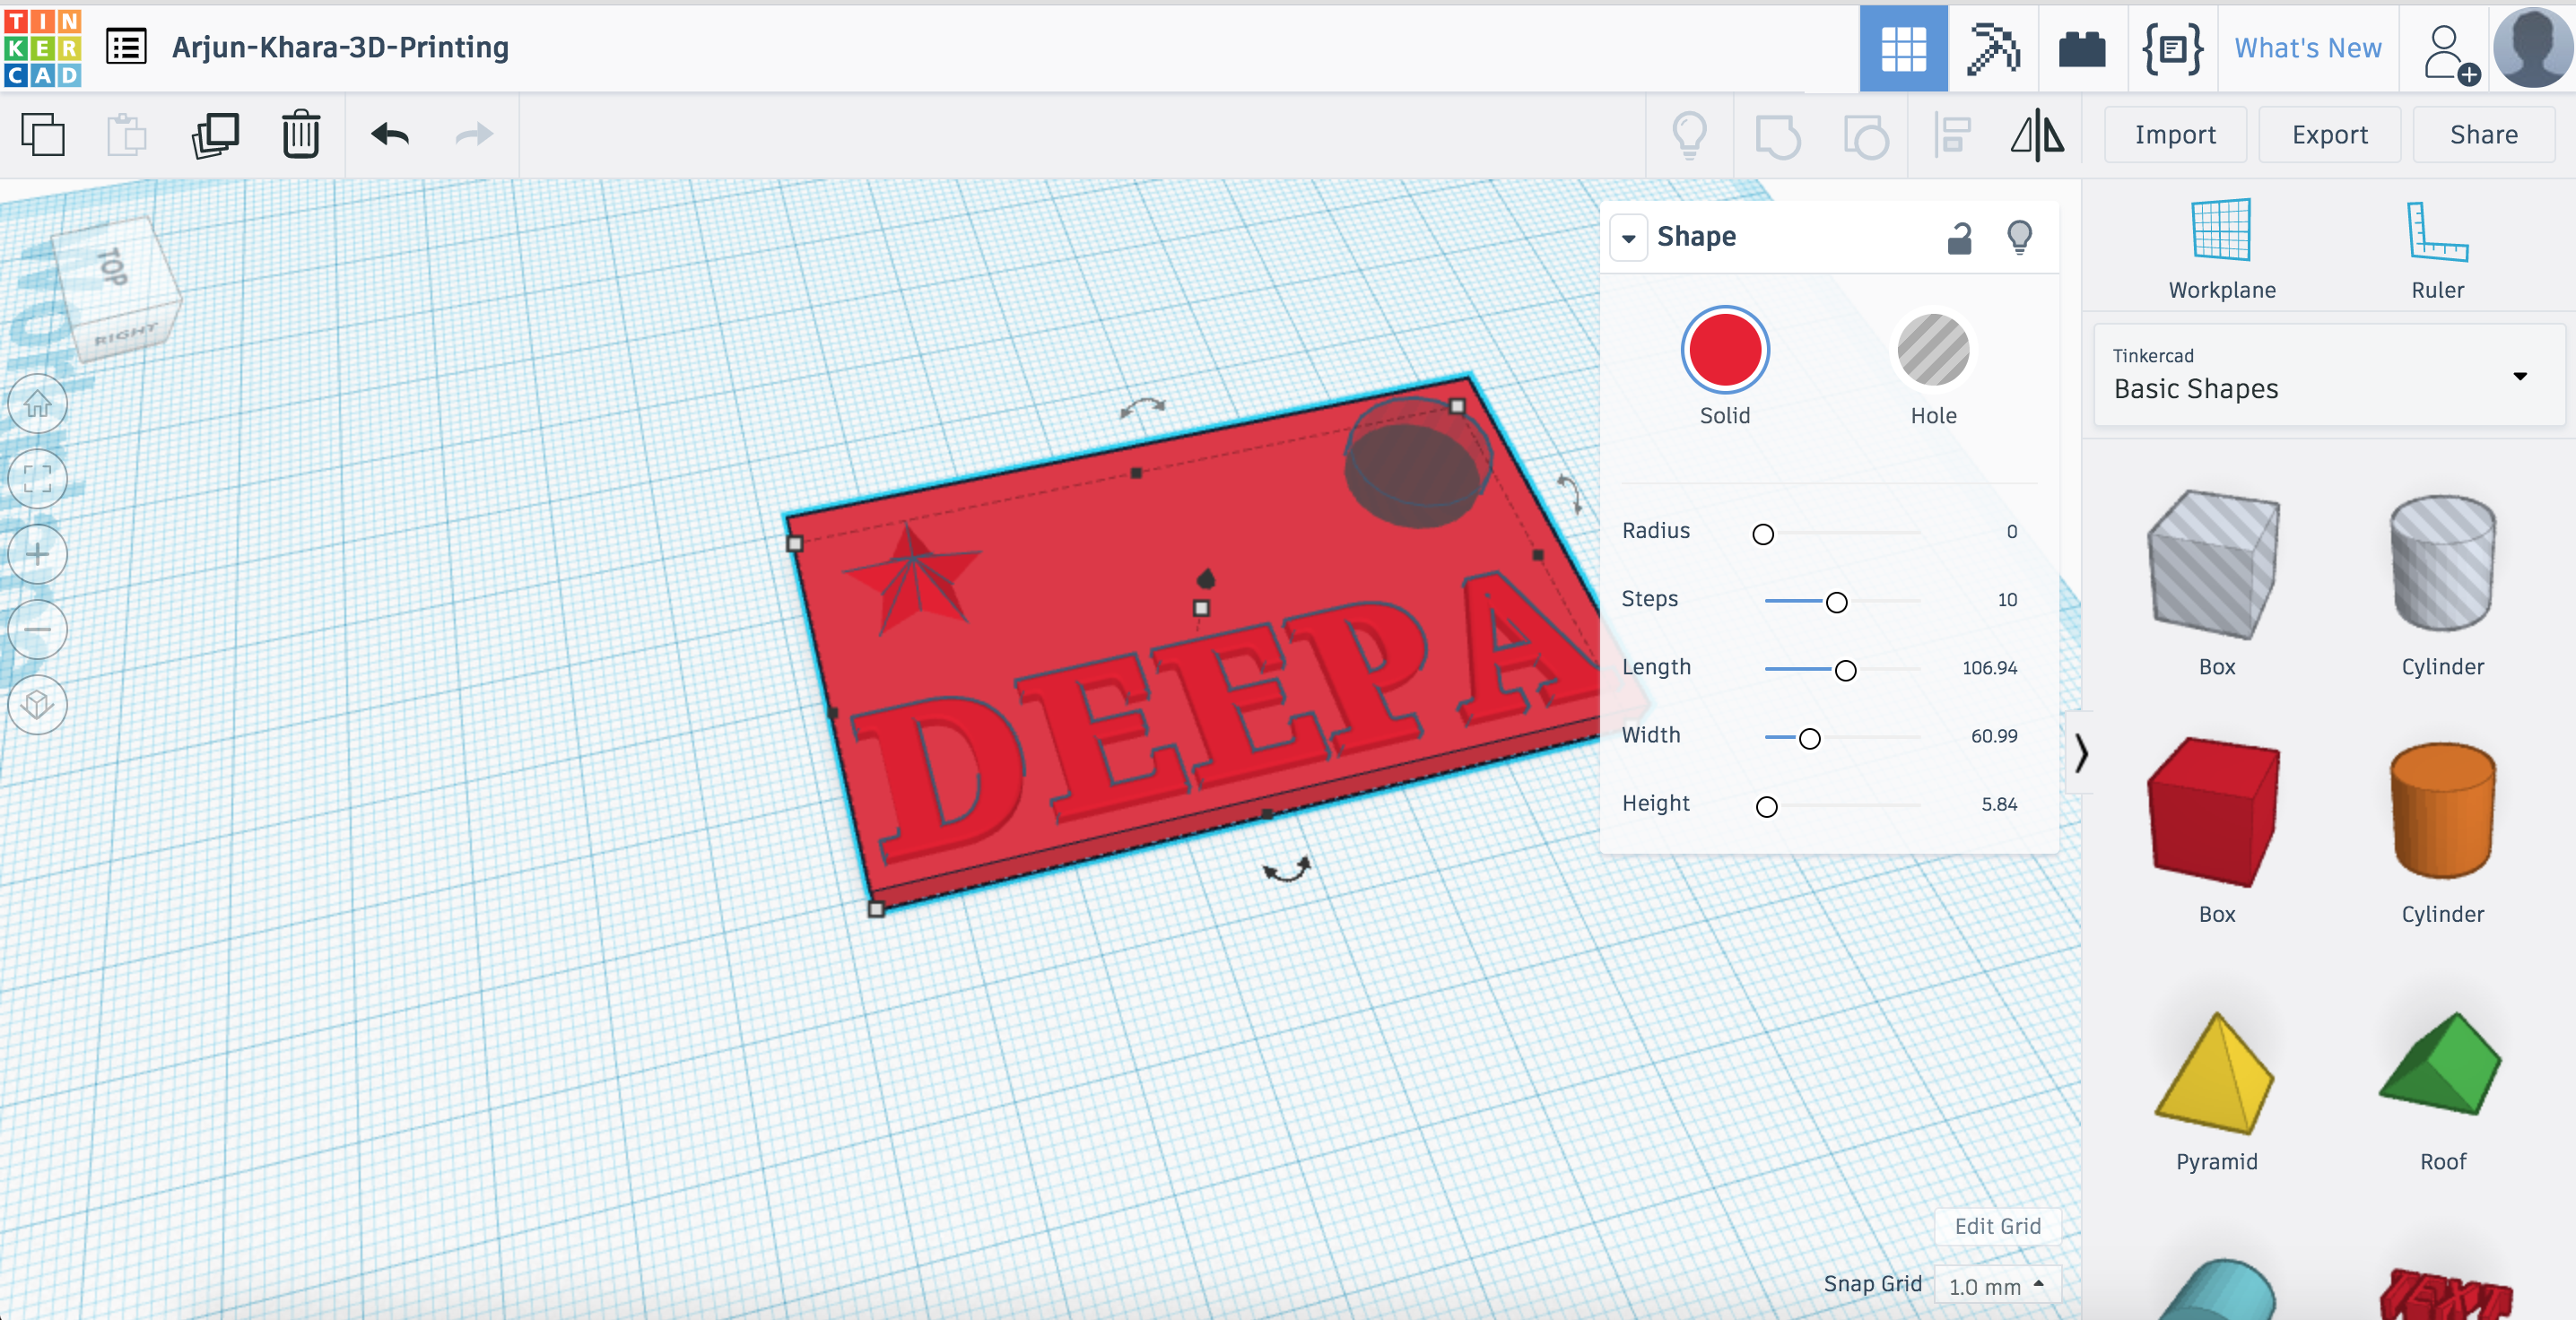 TIN
KER
CAD
Arjun-Khara-3D-Printing
What's New
Import
Export
Share
TOP
RIGHT
Shape
Solid
Hole
Radius 0
Steps 10
Length 106.94
Width 60.99
Height 5.84
DEEPA
Workplane
Ruler
Tinkercad
Basic Shapes
Box
Cylinder
Box
Cylinder
Pyramid
Roof
TEXT
Edit Grid
Snap Grid 1.0 mm